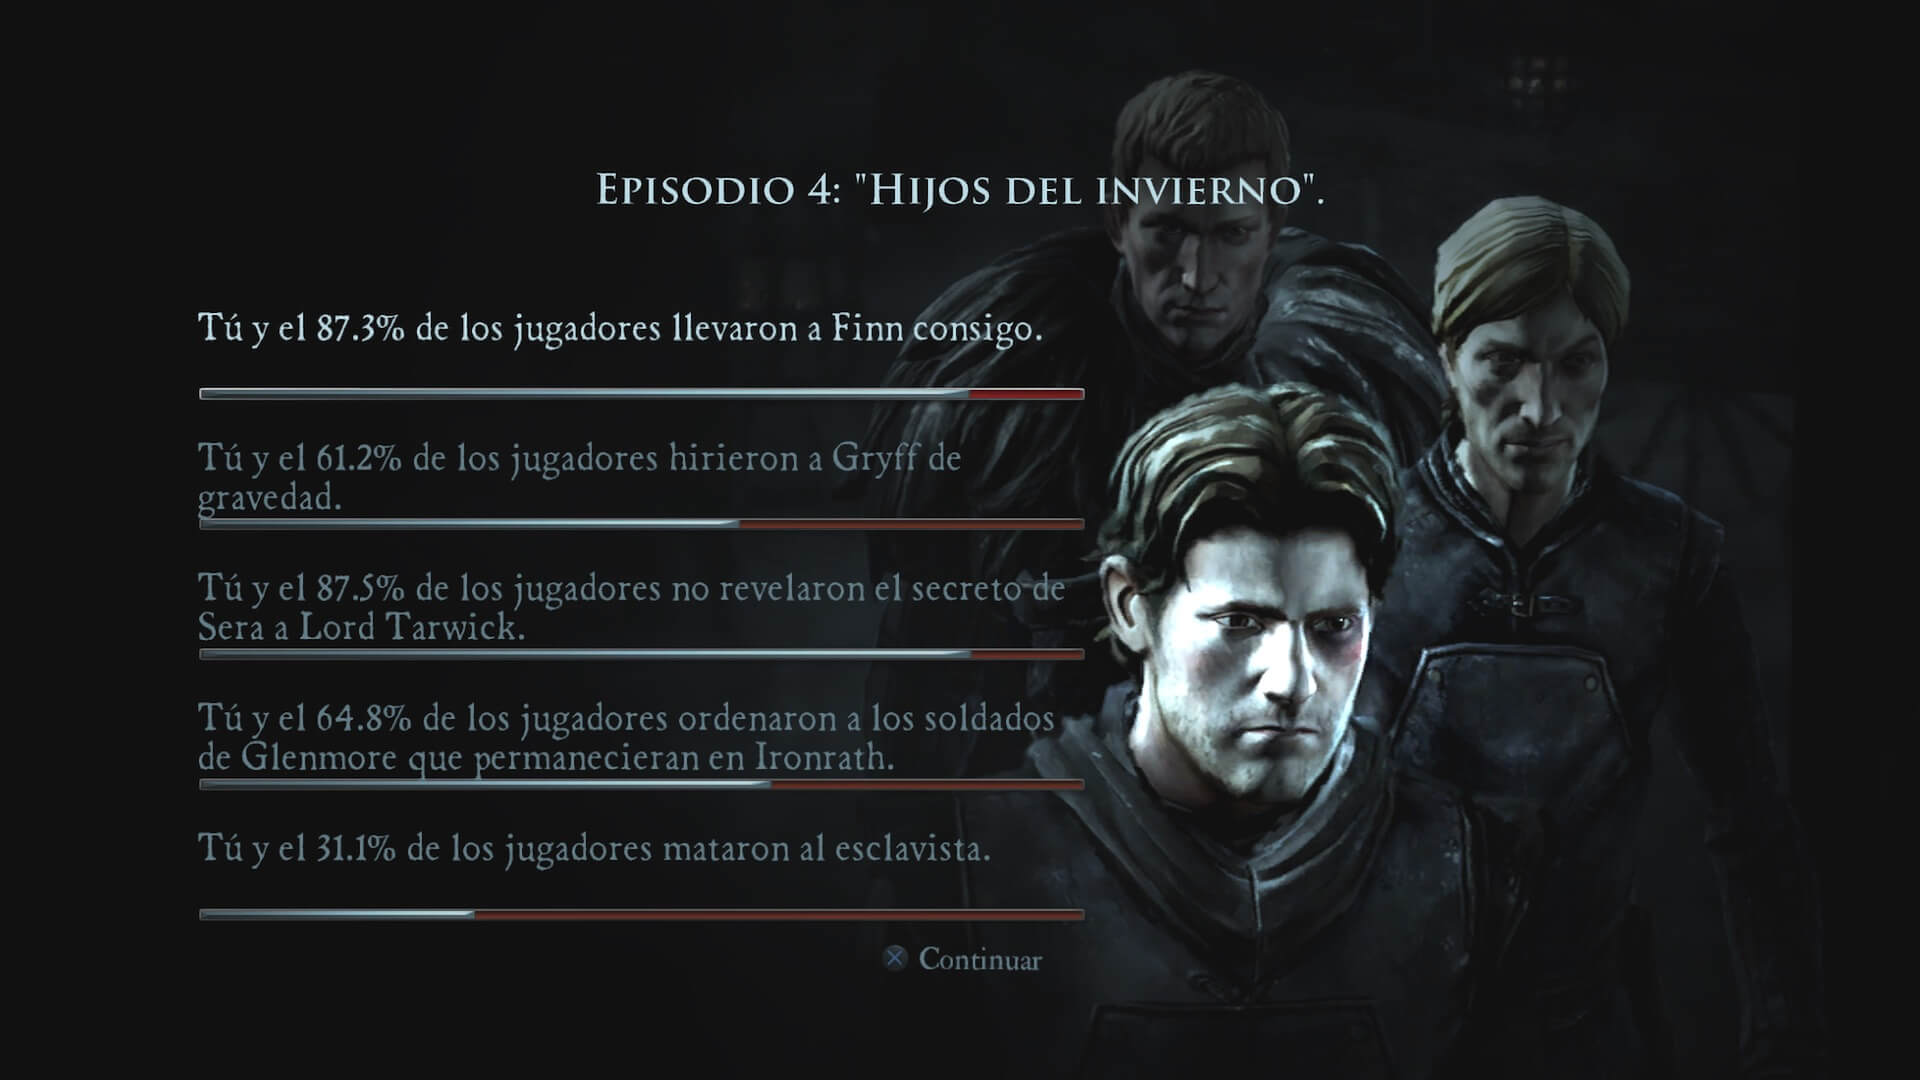 Episodio 4: "Hijos del invierno".
Tú y el 87.3% de los jugadores llevaron a Finn consigo.
Tú y el 61.2% de los jugadores hirieron a Gryff de
gravedad.
Tú y el 87.5% de los jugadores no revelaron el secreto de
Sera a Lord Tarwick.
Tú y el 64.8% de los jugadores ordenaron a los soldados
de Glenmore que permanecieran en Ironrath.
Tú y el 31.1% de los jugadores mataron al esclavista.
Continuar